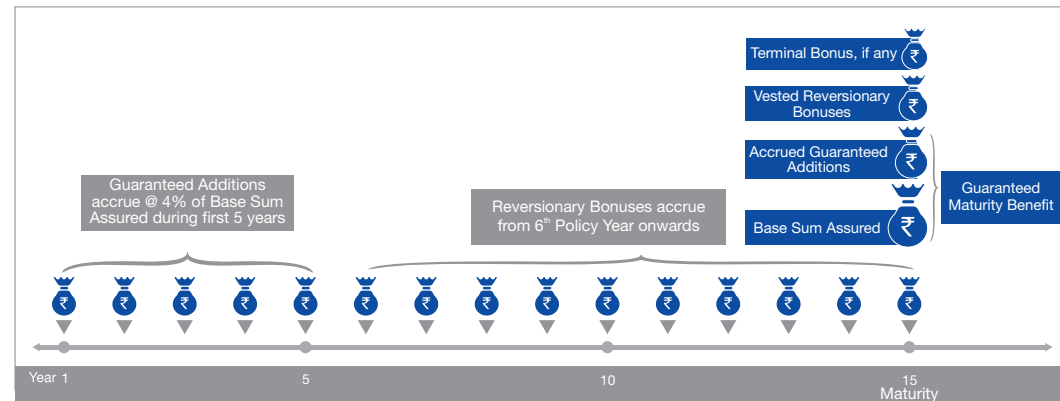 Terminal Bonus, if any
₹
Vested Reversionary
Bonuses
₹
Accrued Guaranteed
Additions
₹
Base Sum Assured
₹
Guaranteed
Maturity Benefit
Guaranteed Additions
accrue @ 4% of Base Sum
Assured during first 5 years
Reversionary Bonuses accrue
from 6th Policy Year onwards
₹ ₹ ₹ ₹ ₹ ₹ ₹ ₹ ₹ ₹ ₹ ₹ ₹ ₹ ₹
Year 1 5 10 15
Maturity